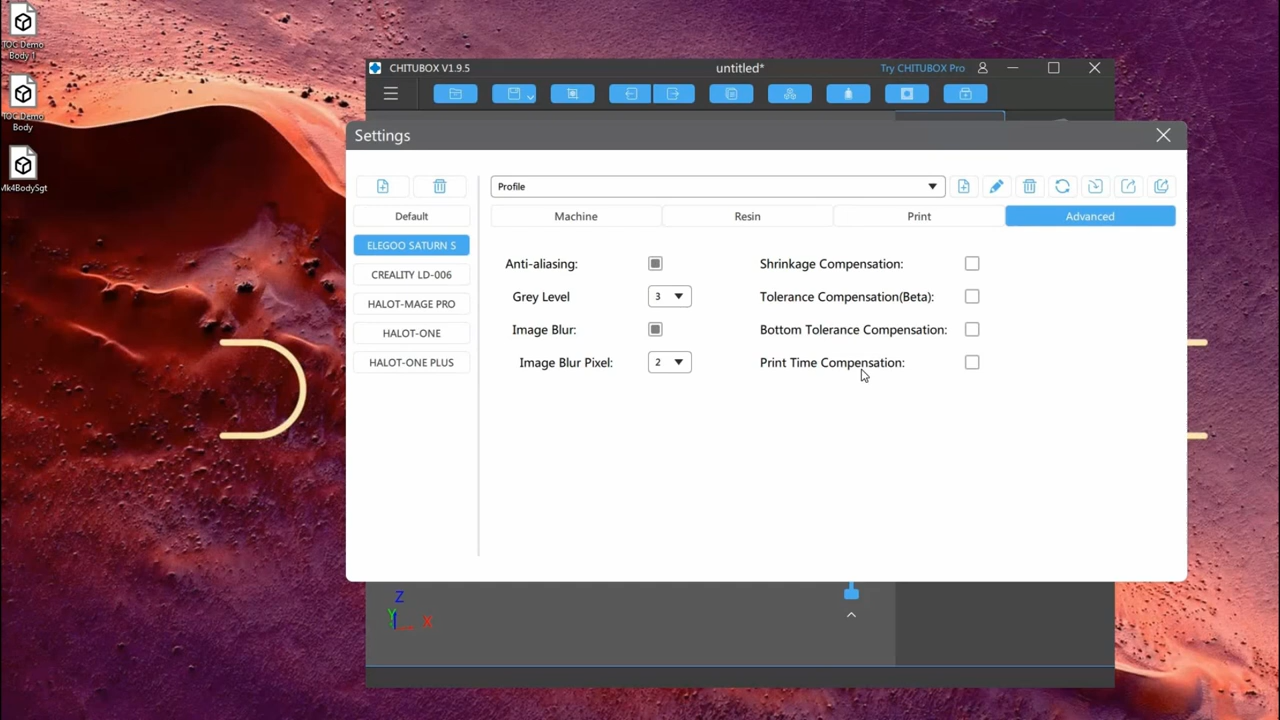 TOC Demo
Body 1
TOC Demo
Body
Mk4BodySgt
CHITUBOX V1.9.5
untitled*
Try CHITUBOX Pro
Settings
Profile
Default
Machine
Resin
Print
Advanced
ELEGOO SATURN S
CREALITY LD-006
HALOT-MAGE PRO
HALOT-ONE
HALOT-ONE PLUS
Anti-aliasing:
Shrinkage Compensation:
Grey Level
3
Tolerance Compensation(Beta):
Image Blur:
Bottom Tolerance Compensation:
Image Blur Pixel:
2
Print Time Compensation:
Z
Y
X